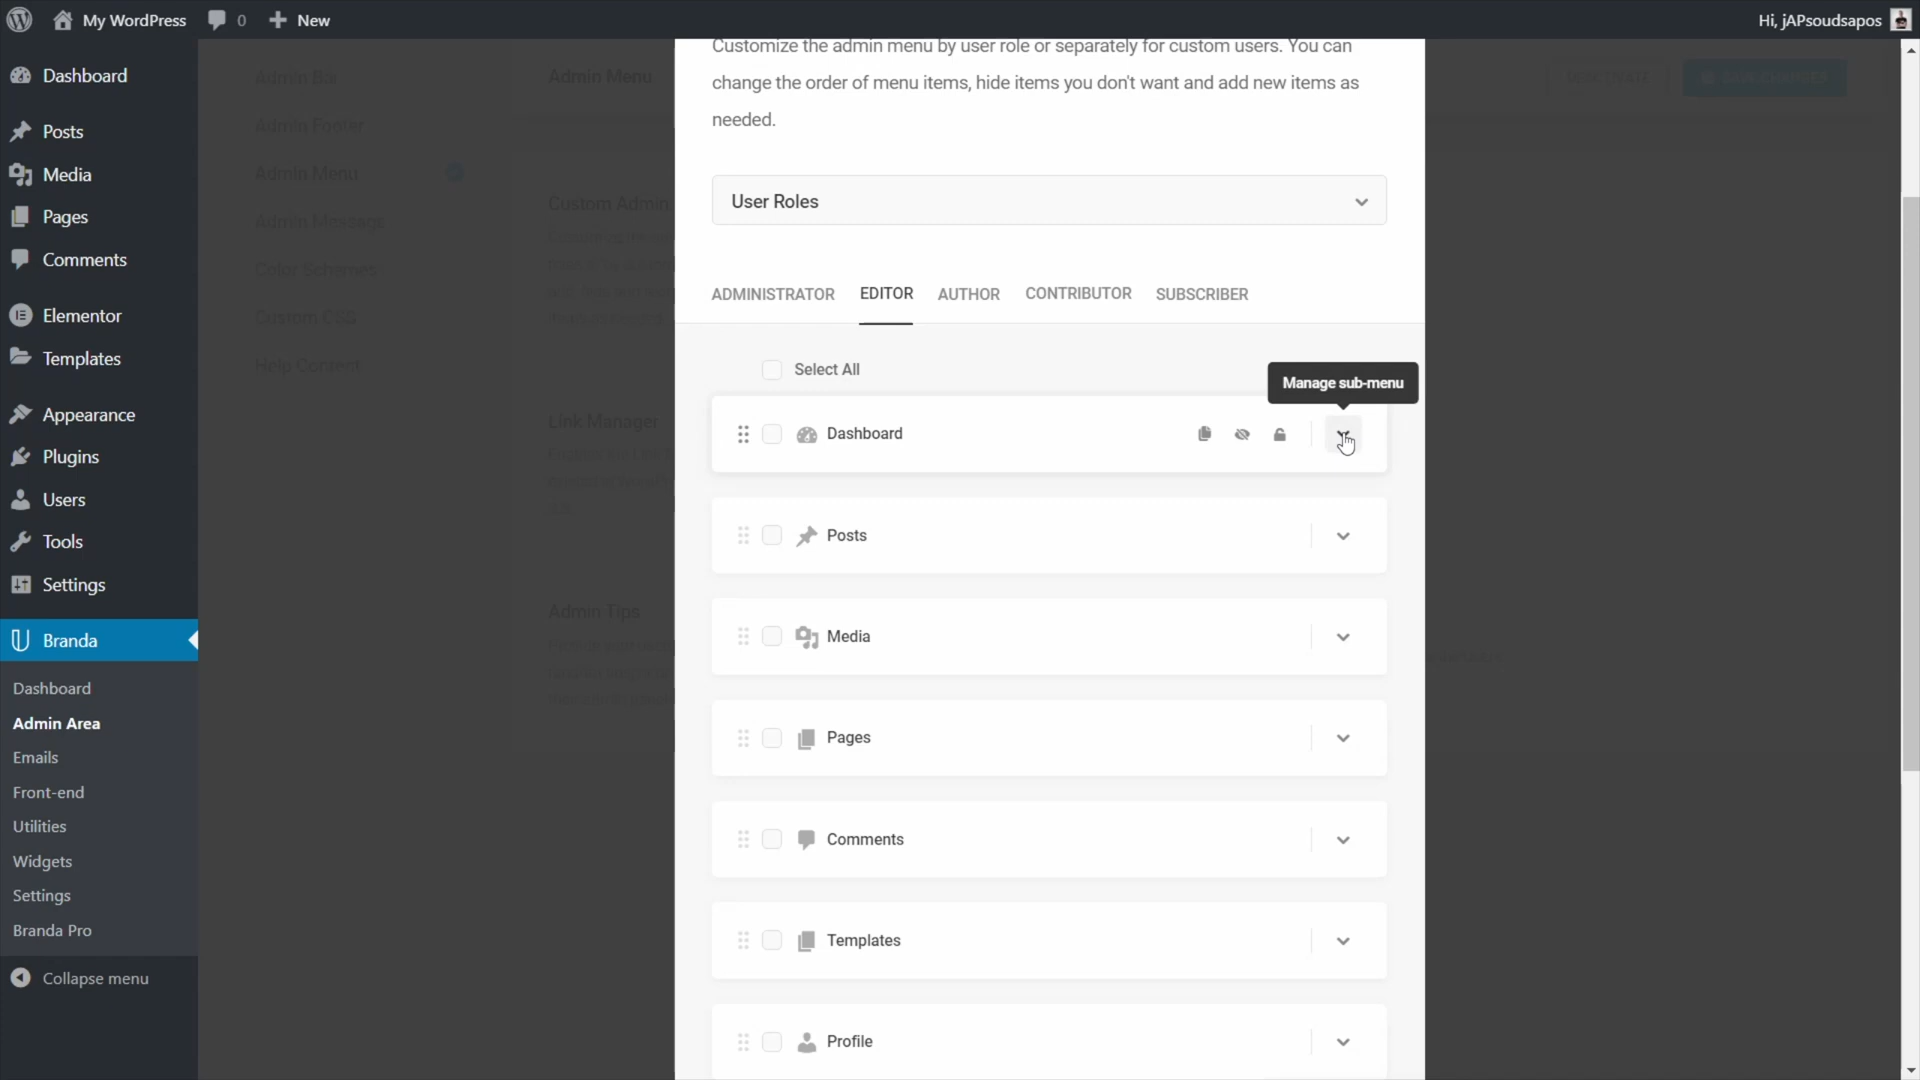 My WordPress
0
New
Hi, jAPsoudsapos
Dashboard
Posts
Media
Pages
Comments
Elementor
Templates
Appearance
Plugins
Users
Tools
Settings
Branda
Dashboard
Admin Area
Emails
Front-end
Utilities
Widgets
Settings
Branda Pro
Collapse menu
Admin Bar
Admin Footer
Admin Menu
Admin Message
Color Schemes
Custom CSS
Help Content
Admin Menu
DEACTIVATE
SAVE CHANGES
Custom Admin
Link Manager
Admin Tips
Customize the admin menu by user role or separately for custom users. You can
change the order of menu items, hide items you don't want and add new items as
needed.
User Roles
ADMINISTRATOR EDITOR AUTHOR CONTRIBUTOR SUBSCRIBER
Select All
Manage sub-menu
Dashboard
Posts
Media
Pages
Comments
Templates
Profile